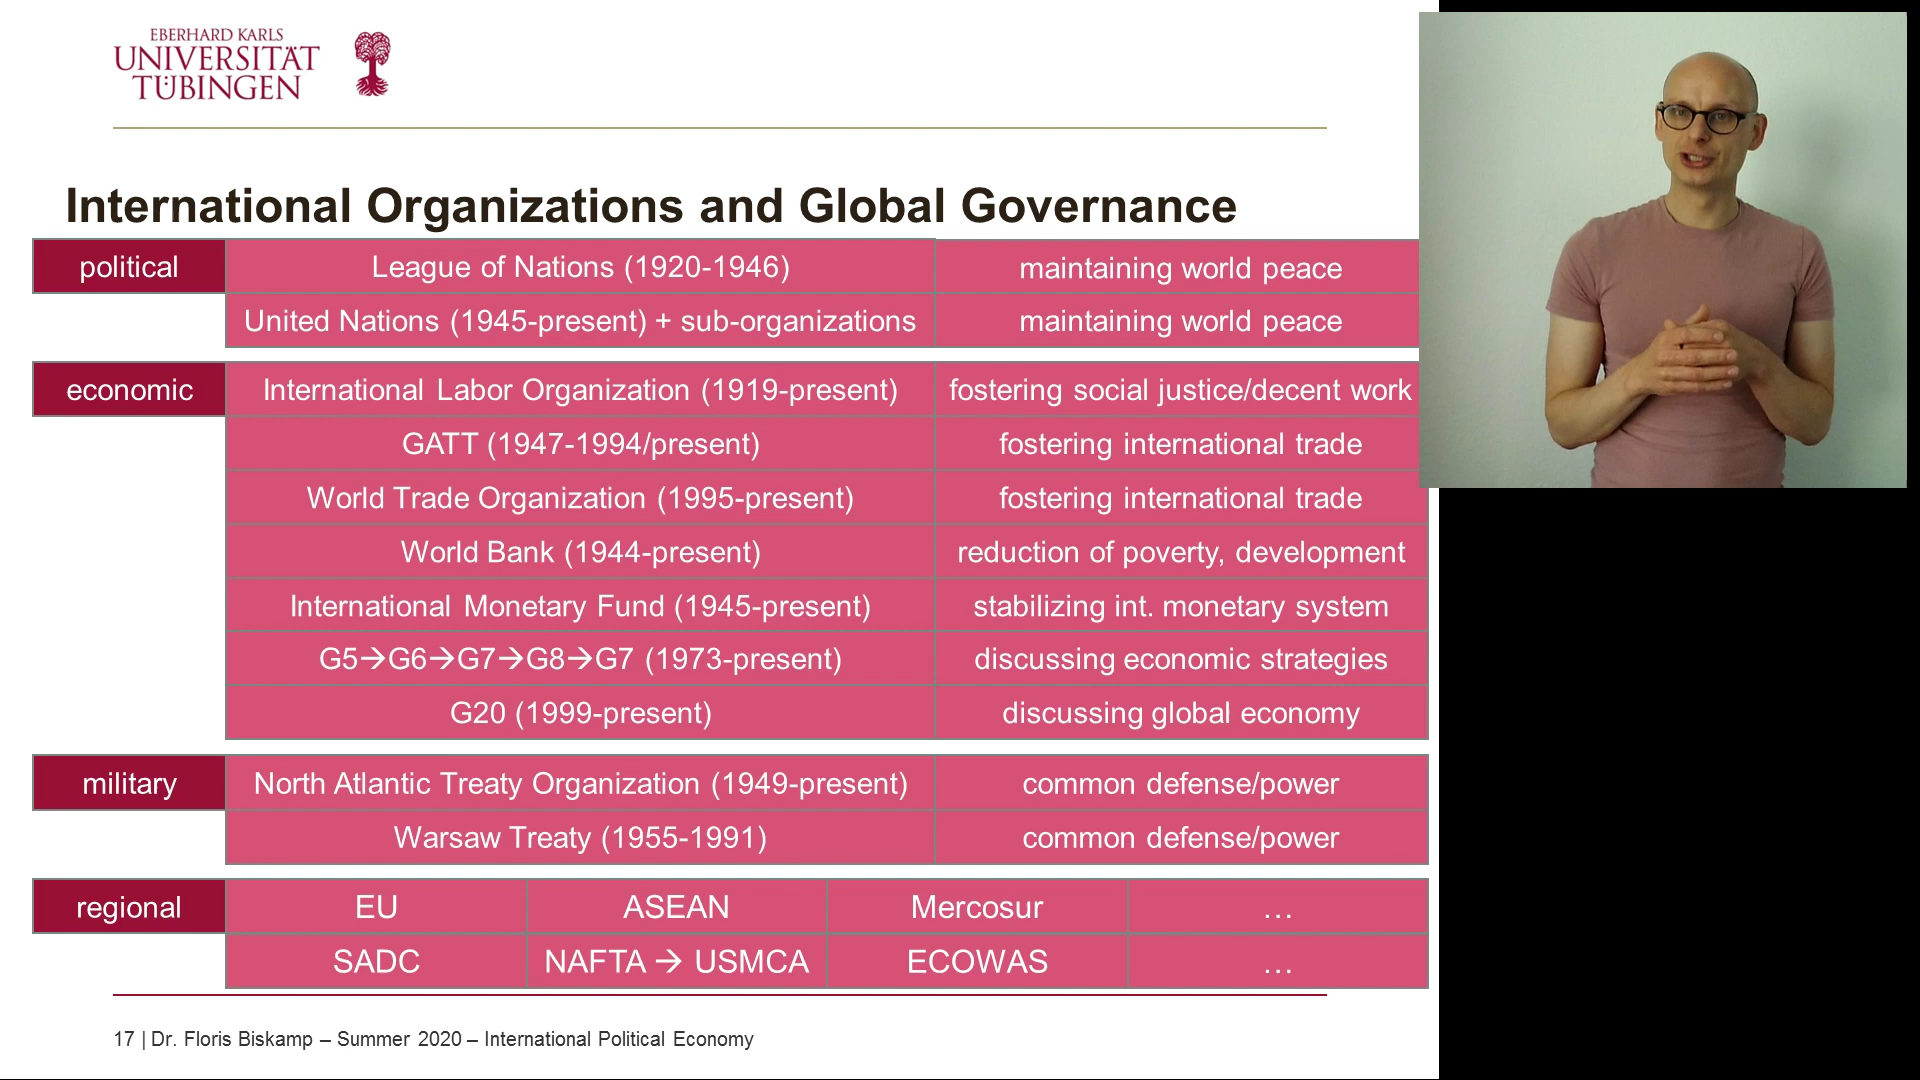 EBERHARD KARLS
UNIVERSITÄT
TÜBINGEN
International Organizations and Global Governance
political League of Nations (1920-1946) maintaining world peace
United Nations (1945-present) + sub-organizations maintaining world peace
economic International Labor Organization (1919-present) fostering social justice/decent work
GATT (1947-1994/present) fostering international trade
World Trade Organization (1995-present) fostering international trade
World Bank (1944-present) reduction of poverty, development
International Monetary Fund (1945-present) stabilizing int. monetary system
G5→G6→G7→G8→G7 (1973-present) discussing economic strategies
G20 (1999-present) discussing global economy
military North Atlantic Treaty Organization (1949-present) common defense/power
Warsaw Treaty (1955-1991) common defense/power
regional EU ASEAN Mercosur …
SADC NAFTA → USMCA ECOWAS …
17 | Dr. Floris Biskamp – Summer 2020 – International Political Economy